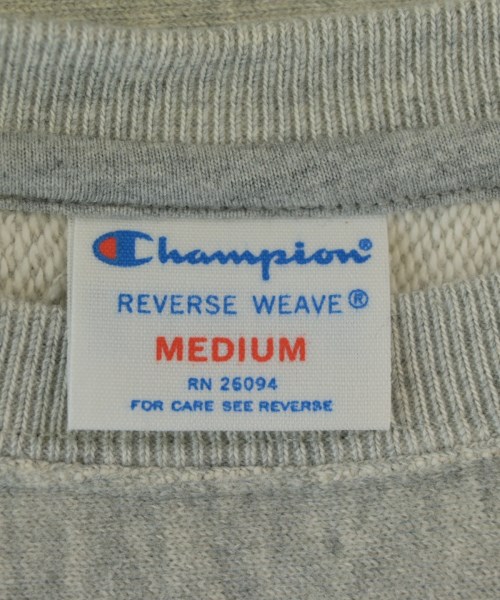 Champion®
REVERSE WEAVE®
MEDIUM
RN 26094
FOR CARE SEE REVERSE